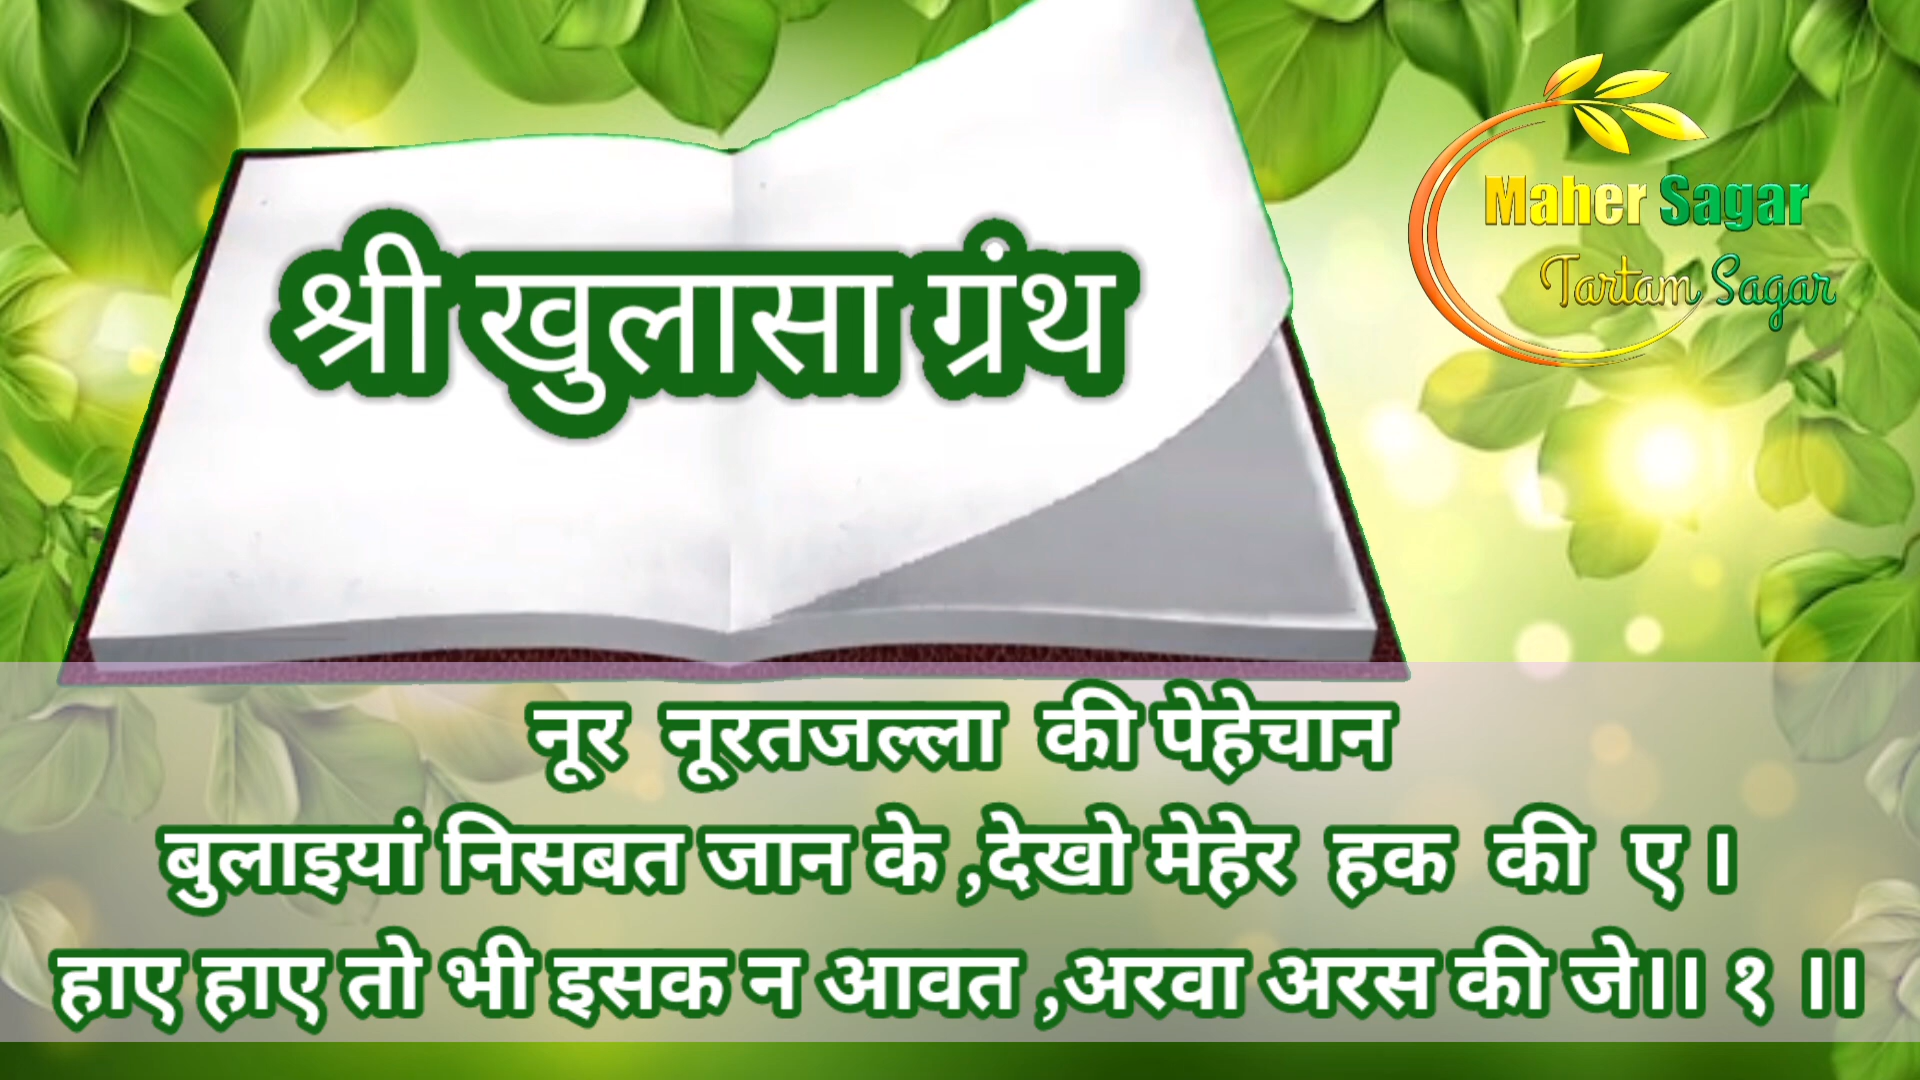 श्री खुलासा ग्रंथ
Maher Sagar
Tartam Sagar
नूर नूरतजल्ला की पेहेचान
बुलाइयां निसबत जान के ,देखो मेहेर हक की ए ।
हाए हाए तो भी इसक न आवत ,अरवा अरस की जे।। १ ।।